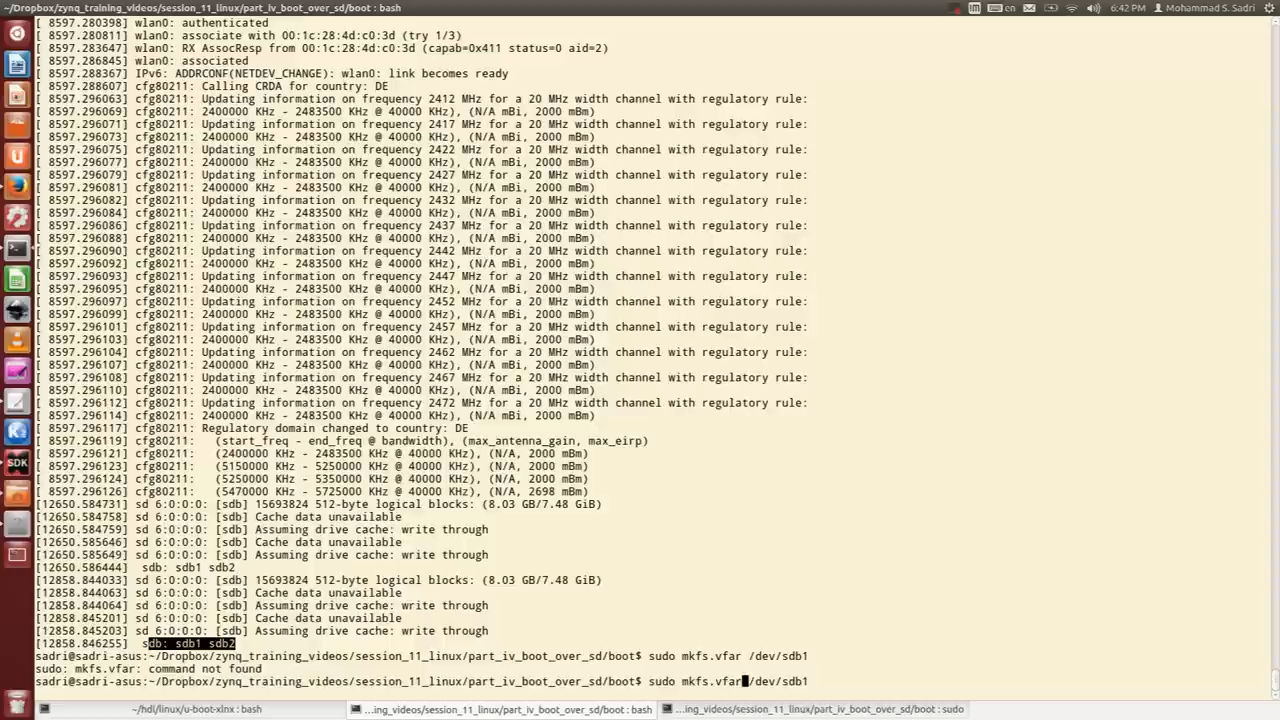 ~/Dropbox/zynq_training_videos/session_11_linux/part_iv_boot_over_sd/boot : bash
en
6:42 PM
Mohammad S. Sadri
[ 8597.280398] wlan0: authenticated
[ 8597.280811] wlan0: associate with 00:1c:28:4d:c0:3d (try 1/3)
[ 8597.283647] wlan0: RX AssocResp from 00:1c:28:4d:c0:3d (capab=0x411 status=0 aid=2)
[ 8597.286845] wlan0: associated
[ 8597.288367] IPv6: ADDRCONF(NETDEV_CHANGE): wlan0: link becomes ready
[ 8597.288607] cfg80211: Calling CRDA for country: DE
[ 8597.296063] cfg80211: Updating information on frequency 2412 MHz for a 20 MHz width channel with regulatory rule:
[ 8597.296069] cfg80211: 2400000 KHz - 2483500 KHz @ 40000 KHz), (N/A mBi, 2000 mBm)
[ 8597.296071] cfg80211: Updating information on frequency 2417 MHz for a 20 MHz width channel with regulatory rule:
[ 8597.296073] cfg80211: 2400000 KHz - 2483500 KHz @ 40000 KHz), (N/A mBi, 2000 mBm)
[ 8597.296075] cfg80211: Updating information on frequency 2422 MHz for a 20 MHz width channel with regulatory rule:
[ 8597.296077] cfg80211: 2400000 KHz - 2483500 KHz @ 40000 KHz), (N/A mBi, 2000 mBm)
[ 8597.296078] cfg80211: Updating information on frequency 2427 MHz for a 20 MHz width channel with regulatory rule:
[ 8597.296081] cfg80211: 2400000 KHz - 2483500 KHz @ 40000 KHz), (N/A mBi, 2000 mBm)
[ 8597.296082] cfg80211: Updating information on frequency 2432 MHz for a 20 MHz width channel with regulatory rule:
[ 8597.296084] cfg80211: 2400000 KHz - 2483500 KHz @ 40000 KHz), (N/A mBi, 2000 mBm)
[ 8597.296086] cfg80211: Updating information on frequency 2437 MHz for a 20 MHz width channel with regulatory rule:
[ 8597.296088] cfg80211: 2400000 KHz - 2483500 KHz @ 40000 KHz), (N/A mBi, 2000 mBm)
[ 8597.296090] cfg80211: Updating information on frequency 2442 MHz for a 20 MHz width channel with regulatory rule:
[ 8597.296092] cfg80211: 2400000 KHz - 2483500 KHz @ 40000 KHz), (N/A mBi, 2000 mBm)
[ 8597.296093] cfg80211: Updating information on frequency 2447 MHz for a 20 MHz width channel with regulatory rule:
[ 8597.296095] cfg80211: 2400000 KHz - 2483500 KHz @ 40000 KHz), (N/A mBi, 2000 mBm)
[ 8597.296097] cfg80211: Updating information on frequency 2452 MHz for a 20 MHz width channel with regulatory rule:
[ 8597.296099] cfg80211: 2400000 KHz - 2483500 KHz @ 40000 KHz), (N/A mBi, 2000 mBm)
[ 8597.296101] cfg80211: Updating information on frequency 2457 MHz for a 20 MHz width channel with regulatory rule:
[ 8597.296103] cfg80211: 2400000 KHz - 2483500 KHz @ 40000 KHz), (N/A mBi, 2000 mBm)
[ 8597.296104] cfg80211: Updating information on frequency 2462 MHz for a 20 MHz width channel with regulatory rule:
[ 8597.296107] cfg80211: 2400000 KHz - 2483500 KHz @ 40000 KHz), (N/A mBi, 2000 mBm)
[ 8597.296108] cfg80211: Updating information on frequency 2467 MHz for a 20 MHz width channel with regulatory rule:
[ 8597.296110] cfg80211: 2400000 KHz - 2483500 KHz @ 40000 KHz), (N/A mBi, 2000 mBm)
[ 8597.296112] cfg80211: Updating information on frequency 2472 MHz for a 20 MHz width channel with regulatory rule:
[ 8597.296114] cfg80211: 2400000 KHz - 2483500 KHz @ 40000 KHz), (N/A mBi, 2000 mBm)
[ 8597.296117] cfg80211: Regulatory domain changed to country: DE
[ 8597.296119] cfg80211:   (start_freq - end_freq @ bandwidth), (max_antenna_gain, max_eirp)
[ 8597.296121] cfg80211:   (2400000 KHz - 2483500 KHz @ 40000 KHz), (N/A, 2000 mBm)
[ 8597.296123] cfg80211:   (5150000 KHz - 5250000 KHz @ 40000 KHz), (N/A, 2000 mBm)
[ 8597.296124] cfg80211:   (5250000 KHz - 5350000 KHz @ 40000 KHz), (N/A, 2000 mBm)
[ 8597.296126] cfg80211:   (5470000 KHz - 5725000 KHz @ 40000 KHz), (N/A, 2698 mBm)
[12650.584731] sd 6:0:0:0: [sdb] 15693824 512-byte logical blocks: (8.03 GB/7.48 GiB)
[12650.584758] sd 6:0:0:0: [sdb] Cache data unavailable
[12650.584759] sd 6:0:0:0: [sdb] Assuming drive cache: write through
[12650.585646] sd 6:0:0:0: [sdb] Cache data unavailable
[12650.585649] sd 6:0:0:0: [sdb] Assuming drive cache: write through
[12650.586444]  sdb: sdb1 sdb2
[12858.844033] sd 6:0:0:0: [sdb] 15693824 512-byte logical blocks: (8.03 GB/7.48 GiB)
[12858.844063] sd 6:0:0:0: [sdb] Cache data unavailable
[12858.844064] sd 6:0:0:0: [sdb] Assuming drive cache: write through
[12858.845201] sd 6:0:0:0: [sdb] Cache data unavailable
[12858.845203] sd 6:0:0:0: [sdb] Assuming drive cache: write through
[12858.846255]  sdb: sdb1 sdb2
sadri@sadri-asus:~/Dropbox/zynq_training_videos/session_11_linux/part_iv_boot_over_sd/boot$ sudo mkfs.vfar /dev/sdb1
sudo: mkfs.vfar: command not found
sadri@sadri-asus:~/Dropbox/zynq_training_videos/session_11_linux/part_iv_boot_over_sd/boot$ sudo mkfs.vfar /dev/sdb1
SDK
~/hdl/linux/u-boot-xlnx : bash
...ing_videos/session_11_linux/part_iv_boot_over_sd/boot : bash
...ing_videos/session_11_linux/part_iv_boot_over_sd/boot : sudo